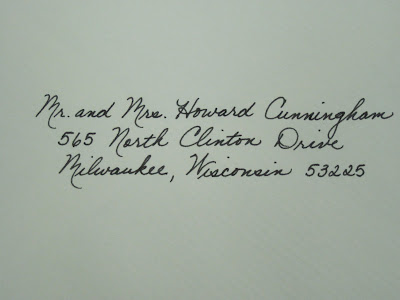 Mr. and Mrs. Howard Cunningham
565 North Clinton Drive
Milwaukee, Wisconsin 53225